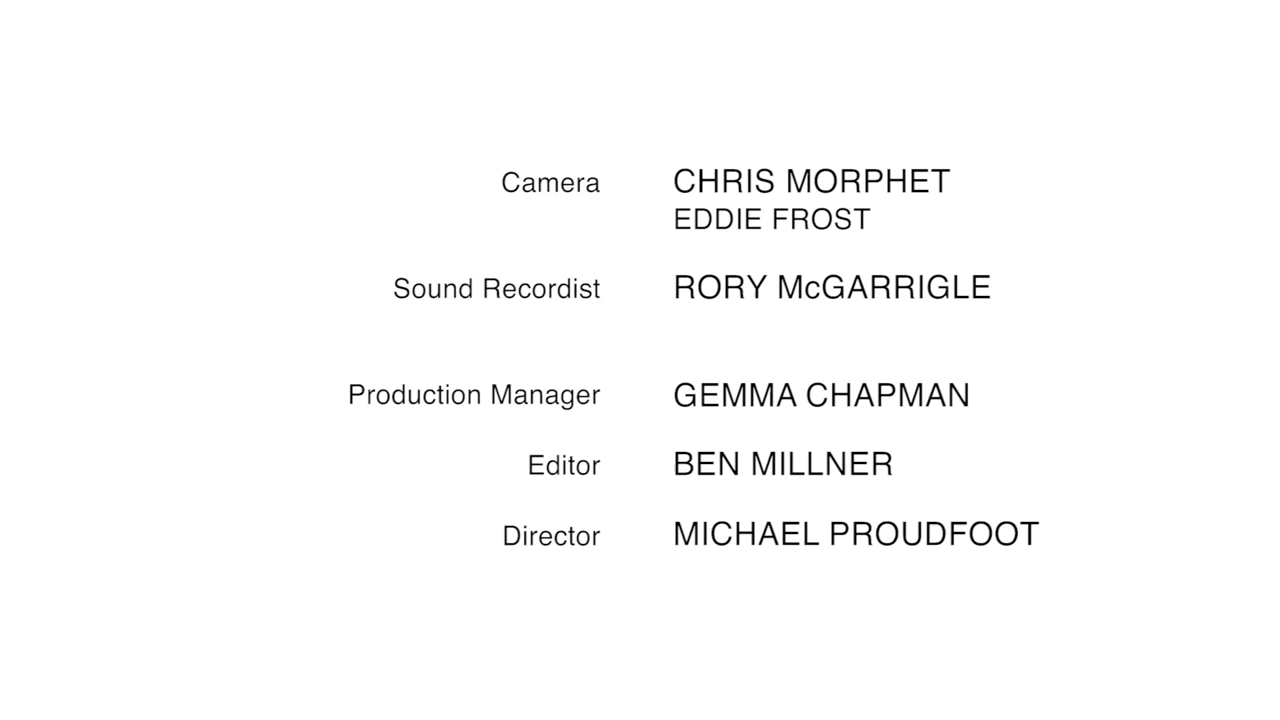 Camera CHRIS MORPHET
EDDIE FROST
Sound Recordist RORY McGARRIGLE
Production Manager GEMMA CHAPMAN
Editor BEN MILLNER
Director MICHAEL PROUDFOOT